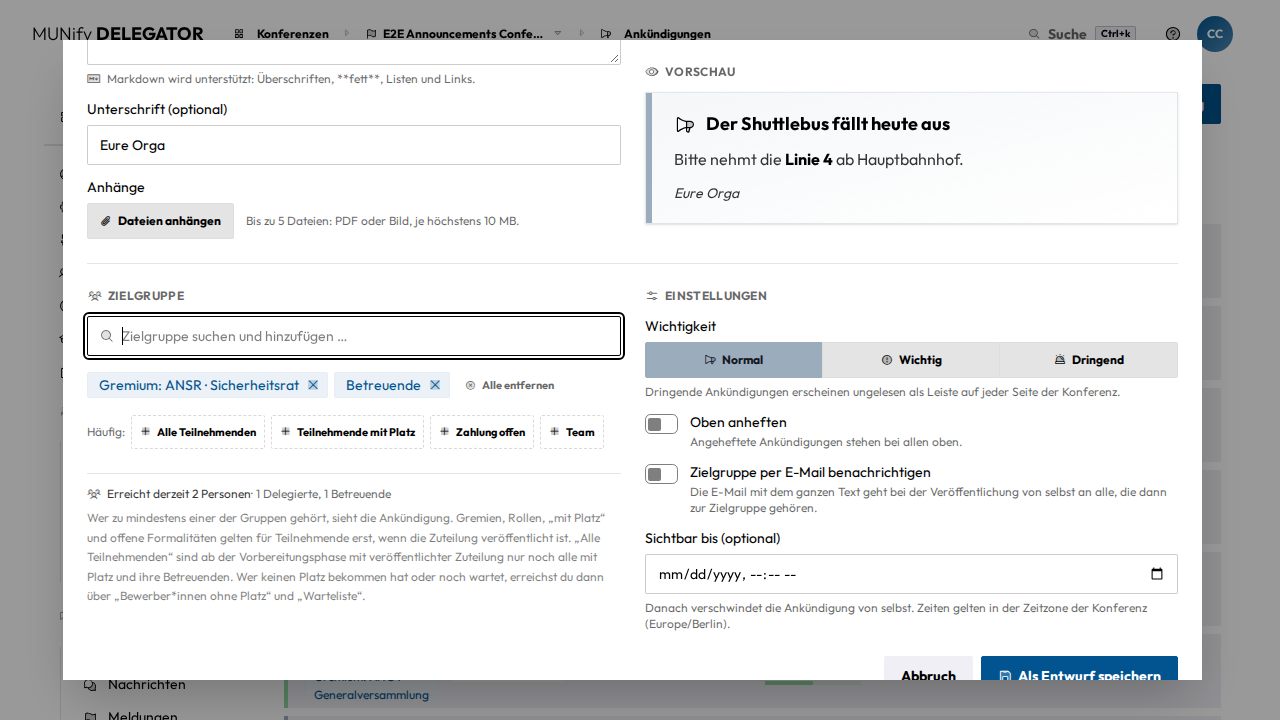 MUNify DELEGATOR
Konferenzen
E2E Announcements Confe...
Ankündigungen
Suche
Ctrl+k
CC
Markdown wird unterstützt: Überschriften, **fett**, Listen und Links.
Unterschrift (optional)
Eure Orga
Anhänge
Dateien anhängen
Bis zu 5 Dateien: PDF oder Bild, je höchstens 10 MB.
VORSCHAU
Der Shuttlebus fällt heute aus
Bitte nehmt die Linie 4 ab Hauptbahnhof.
Eure Orga
ZIELGRUPPE
Zielgruppe suchen und hinzufügen ...
Gremium: ANSR · Sicherheitsrat
Betreuende
Alle entfernen
Häufig:
Alle Teilnehmenden
Teilnehmende mit Platz
Zahlung offen
Team
Erreicht derzeit 2 Personen · 1 Delegierte, 1 Betreuende
Wer zu mindestens einer der Gruppen gehört, sieht die Ankündigung. Gremien, Rollen, „mit Platz“
und offene Formalitäten gelten für Teilnehmende erst, wenn die Zuteilung veröffentlicht ist. „Alle
Teilnehmenden“ sind ab der Vorbereitungsphase mit veröffentlichter Zuteilung nur noch alle mit
Platz und ihre Betreuenden. Wer keinen Platz bekommen hat oder noch wartet, erreichst du dann
über „Bewerber*innen ohne Platz“ und „Warteliste“.
EINSTELLUNGEN
Wichtigkeit
Normal
Wichtig
Dringend
Dringende Ankündigungen erscheinen ungelesen als Leiste auf jeder Seite der Konferenz.
Oben anheften
Angeheftete Ankündigungen stehen bei allen oben.
Zielgruppe per E-Mail benachrichtigen
Die E-Mail mit dem ganzen Text geht bei der Veröffentlichung von selbst an alle, die dann
zur Zielgruppe gehören.
Sichtbar bis (optional)
mm/dd/yyyy, --:-- --
Danach verschwindet die Ankündigung von selbst. Zeiten gelten in der Zeitzone der Konferenz
(Europe/Berlin).
Abbruch
Als Entwurf speichern
Nachrichten
Generalversammlung
Meldungen